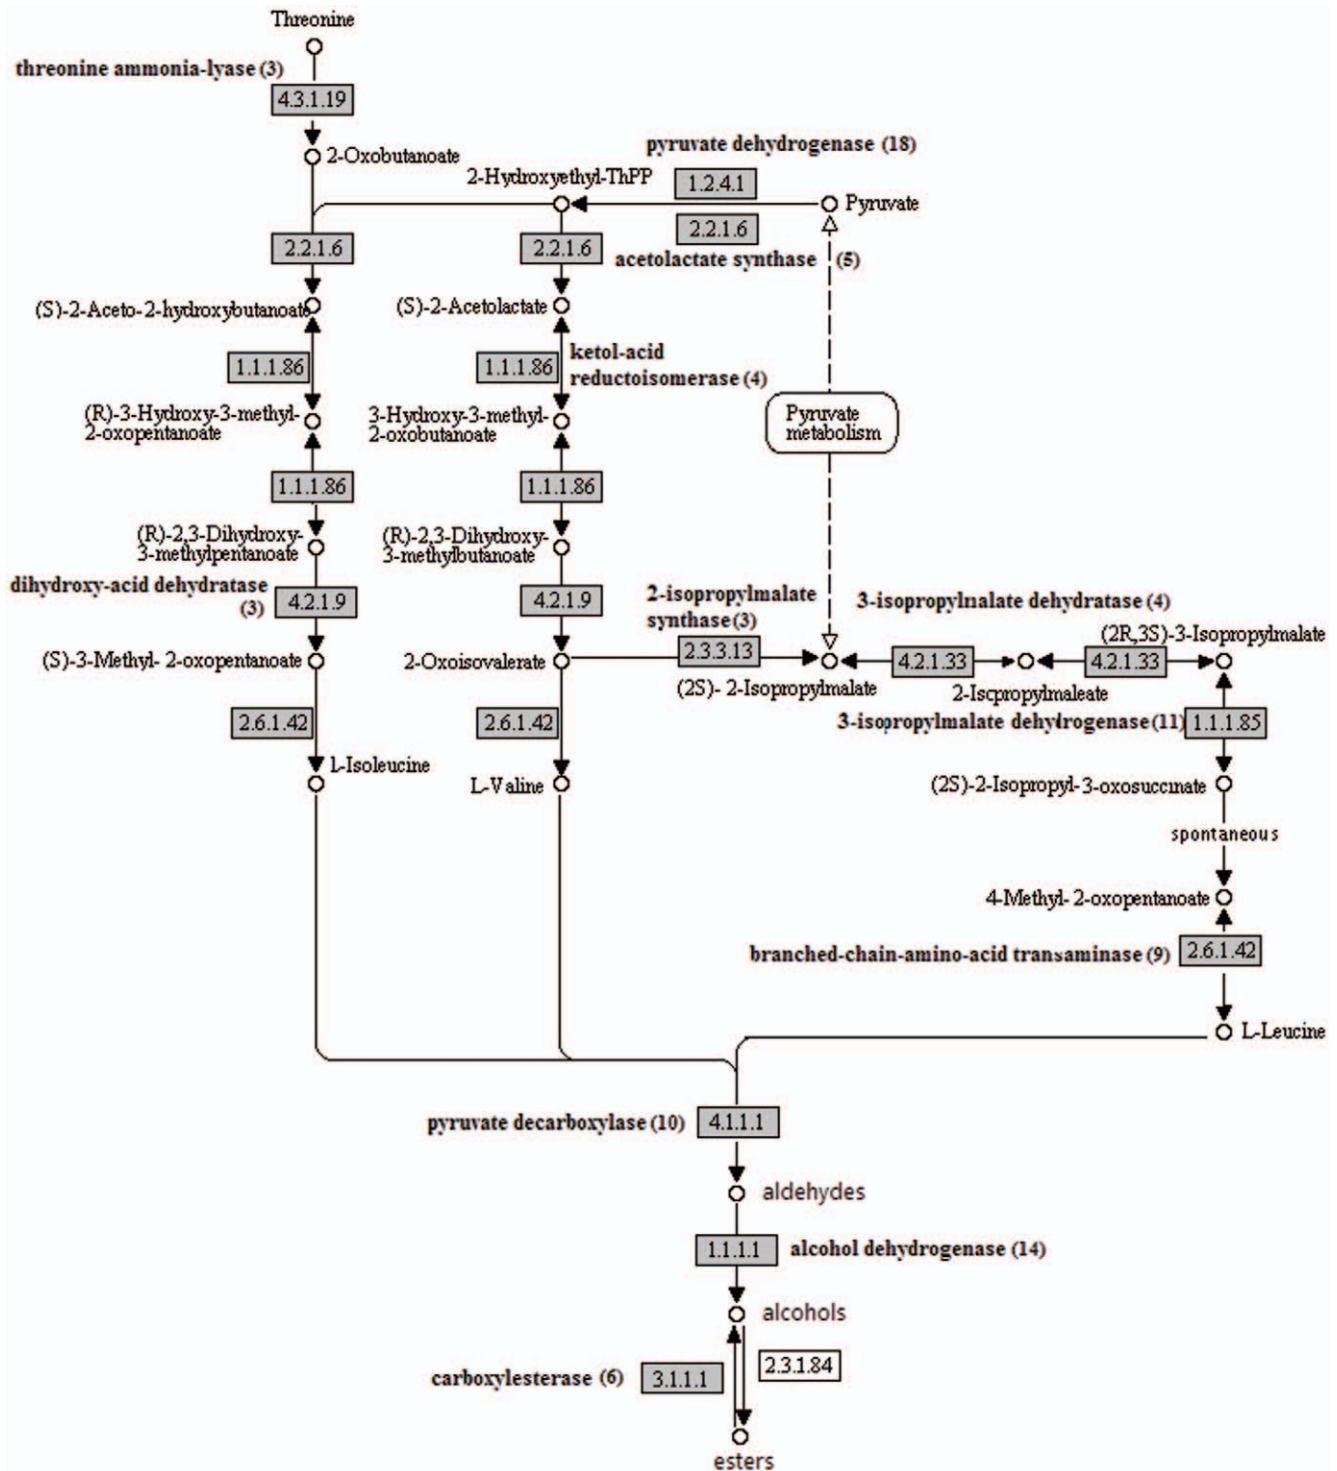 Threonine
threonine ammonia-lyase (3)
4.3.1.19
2-Oxobutanoate
pyruvate dehydrogenase (18)
2-Hydroxyethyl-ThPP
1.2.4.1
Pyruvate
2.2.1.6
2.2.1.6
2.2.1.6
acetolactate synthase (5)
(S)-2-Aceto-2-hydroxybutanoate
(S)-2-Acetolactate
1.1.1.86
1.1.1.86
ketol-acid
reductoisomerase (4)
(R)-3-Hydroxy-3-methyl-
2-oxopentanoate
3-Hydroxy-3-methyl-
2-oxobutanoate
Pyruvate
metabolism
1.1.1.86
1.1.1.86
(R)-2,3-Dihydroxy-
3-methylpentanoate
(R)-2,3-Dihydroxy-
3-methylbutanoate
dihydroxy-acid dehydratase
(3)
4.2.1.9
4.2.1.9
2-isopropylmalate
synthase (3)
3-isopropylmalate dehydratase (4)
(2R,3S)-3-Isopropylmalate
(S)-3-Methyl- 2-oxopentanoate
2-Oxoisovalerate
2.3.3.13
4.2.1.33
4.2.1.33
(2S)- 2-Isopropylmalate
2-Iscpropylmaleate
2.6.1.42
2.6.1.42
3-isopropylmalate dehydrogenase (11)
1.1.1.85
L-Isoleucine
L-Valine
(2S)-2-Isopropyl-3-oxosuccinate
spontaneous
4-Methyl- 2-oxopentanoate
branched-chain-amino-acid transaminase (9)
2.6.1.42
L-Leucine
pyruvate decarboxylase (10)
4.1.1.1
aldehydes
1.1.1.1
alcohol dehydrogenase (14)
alcohols
carboxylesterase (6)
3.1.1.1
2.3.1.84
esters